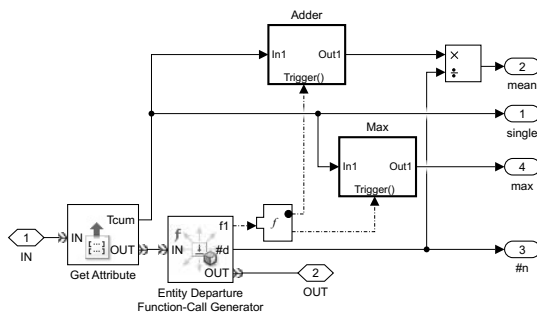 Adder
In1
Out1
Trigger()
×
÷
2
mean
1
single
Max
In1
Out1
Trigger()
4
max
Tcum
1
IN
IN
[...]
OUT
Get Attribute
f
f1
IN
#d
OUT
Entity Departure
Function-Call Generator
f
2
OUT
3
#n